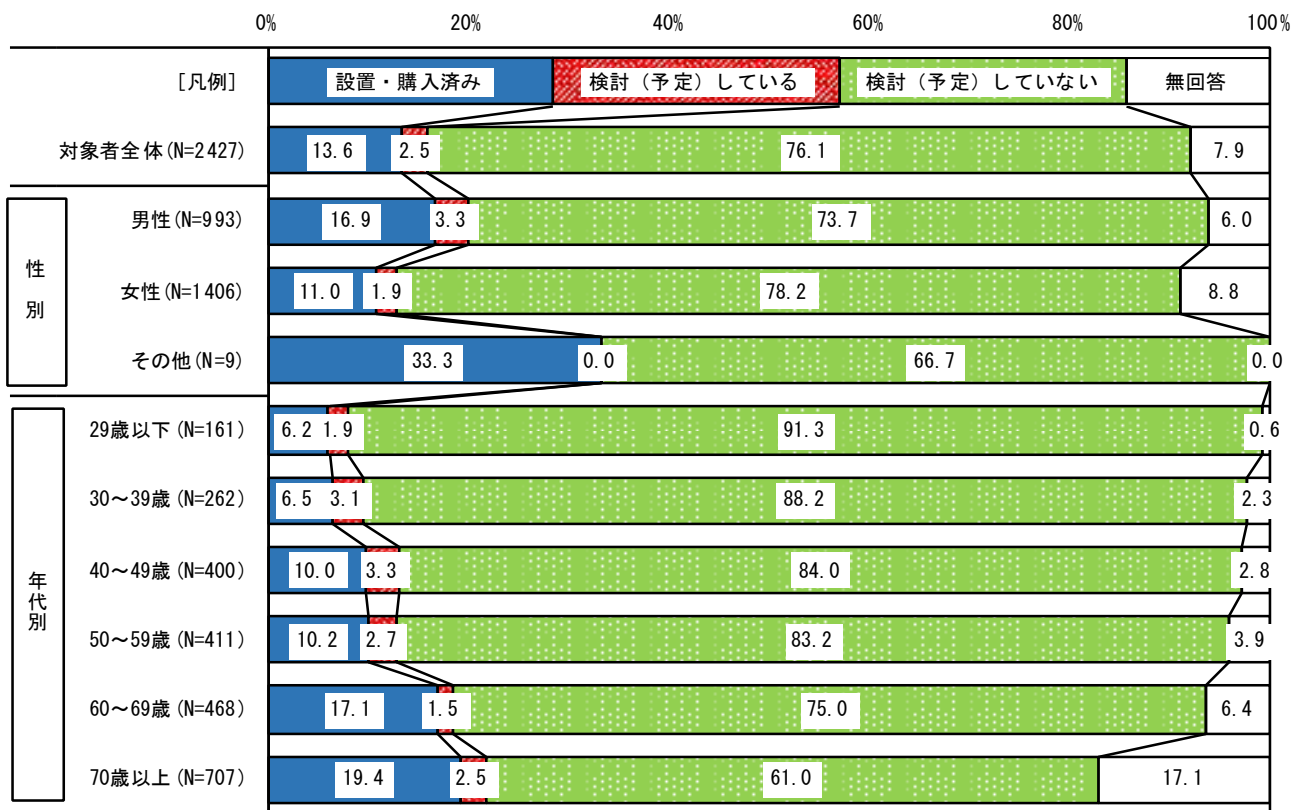 0% 20% 40% 60% 80% 100%
[凡例] 設置・購入済み 検討（予定）している 検討（予定）していない 無回答
対象者全体(N=2427) 13.6 2.5 76.1 7.9
性別
男性(N=993) 16.9 3.3 73.7 6.0
女性(N=1406) 11.0 1.9 78.2 8.8
その他(N=9) 33.3 0.0 66.7 0.0
年代別
29歳以下(N=161) 6.2 1.9 91.3 0.6
30～39歳(N=262) 6.5 3.1 88.2 2.3
40～49歳(N=400) 10.0 3.3 84.0 2.8
50～59歳(N=411) 10.2 2.7 83.2 3.9
60～69歳(N=468) 17.1 1.5 75.0 6.4
70歳以上(N=707) 19.4 2.5 61.0 17.1